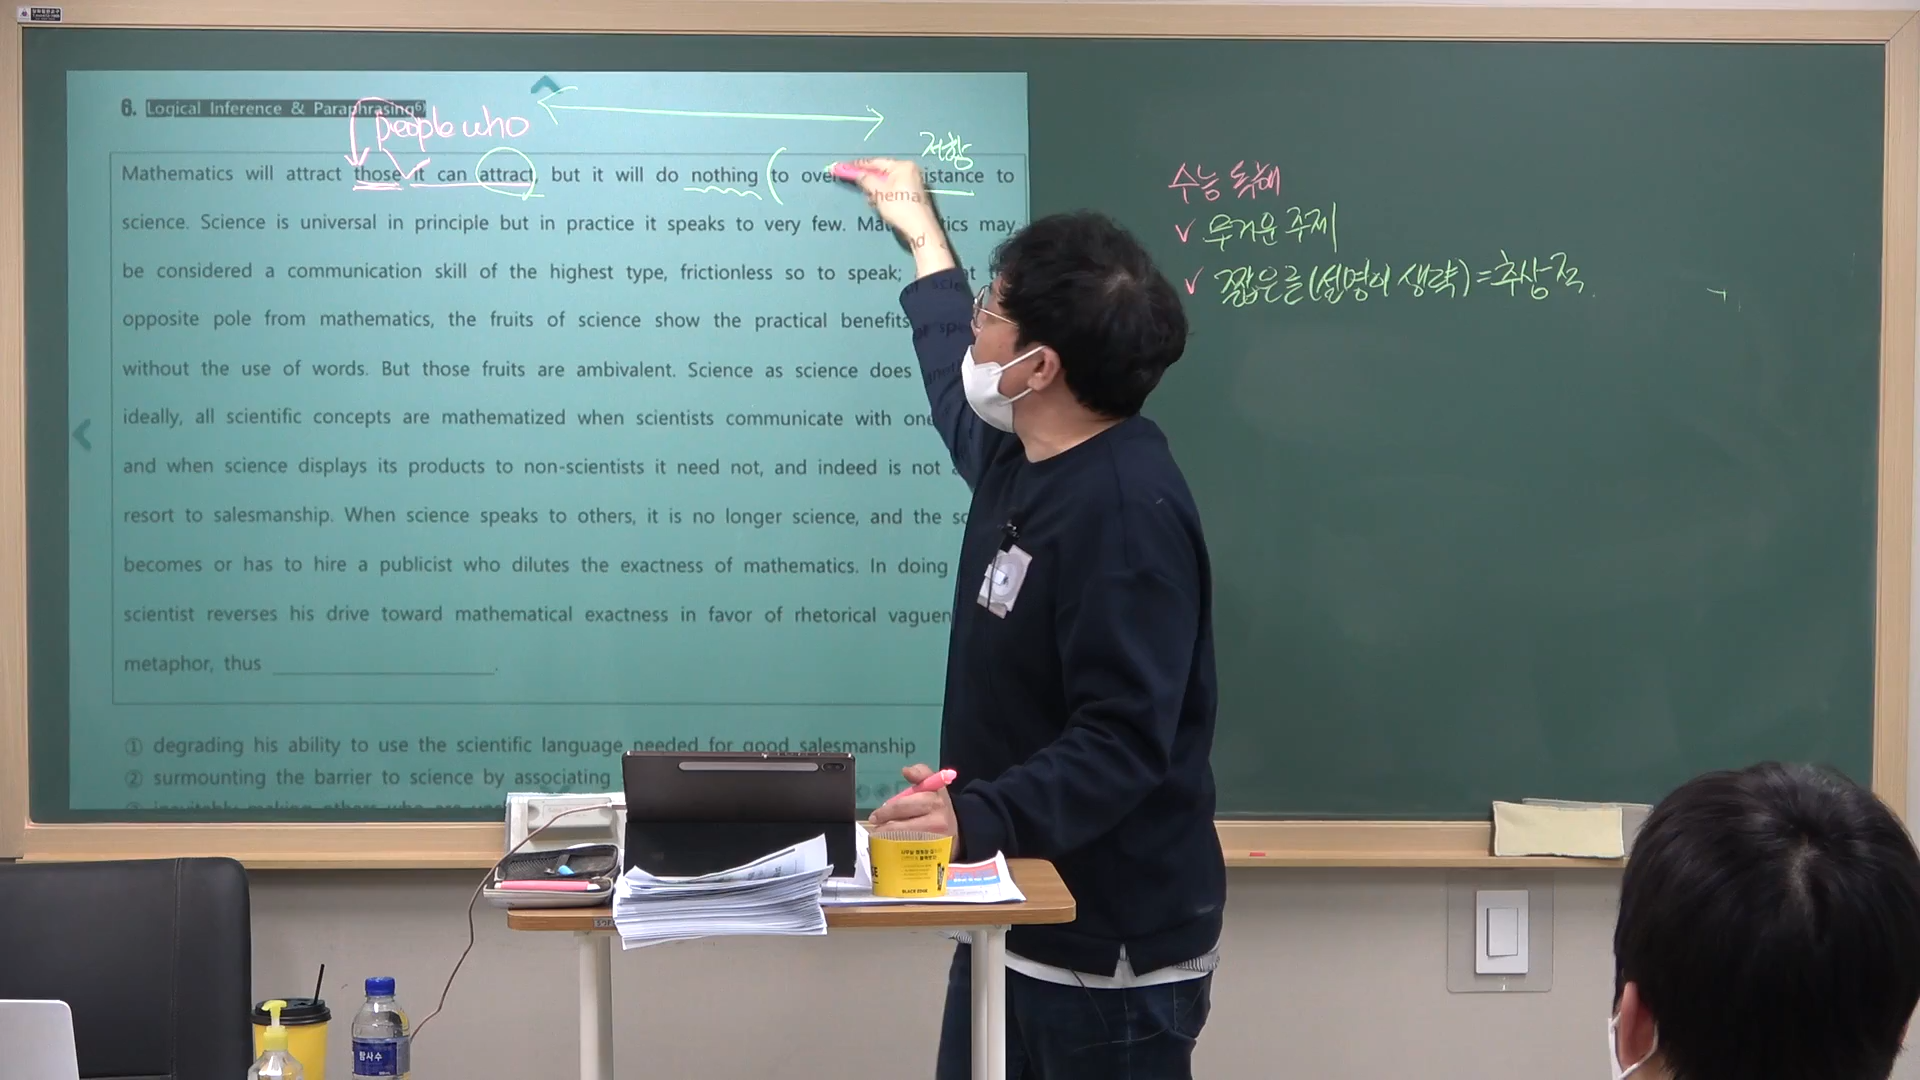 6. Logical Inference & Paraphrasing6)
people who
저항
Mathematics will attract those it can attract, but it will do nothing to over istance to
science. Science is universal in principle but in practice it speaks to very few. Mathematics may
be considered a communication skill of the highest type, frictionless so to speak;
opposite pole from mathematics, the fruits of science show the practical benefits
without the use of words. But those fruits are ambivalent. Science as science does
ideally, all scientific concepts are mathematized when scientists communicate with one
and when science displays its products to non-scientists it need not, and indeed is not
resort to salesmanship. When science speaks to others, it is no longer science, and the
becomes or has to hire a publicist who dilutes the exactness of mathematics. In doing
scientist reverses his drive toward mathematical exactness in favor of rhetorical
metaphor, thus
① degrading his ability to use the scientific language needed for good salesmanship
② surmounting the barrier to science by associating
수능 독해
✓ 무거운 주제
✓ 짧은 글 (설명이 생략) = 추상적
BLACK EDGE
탐사수